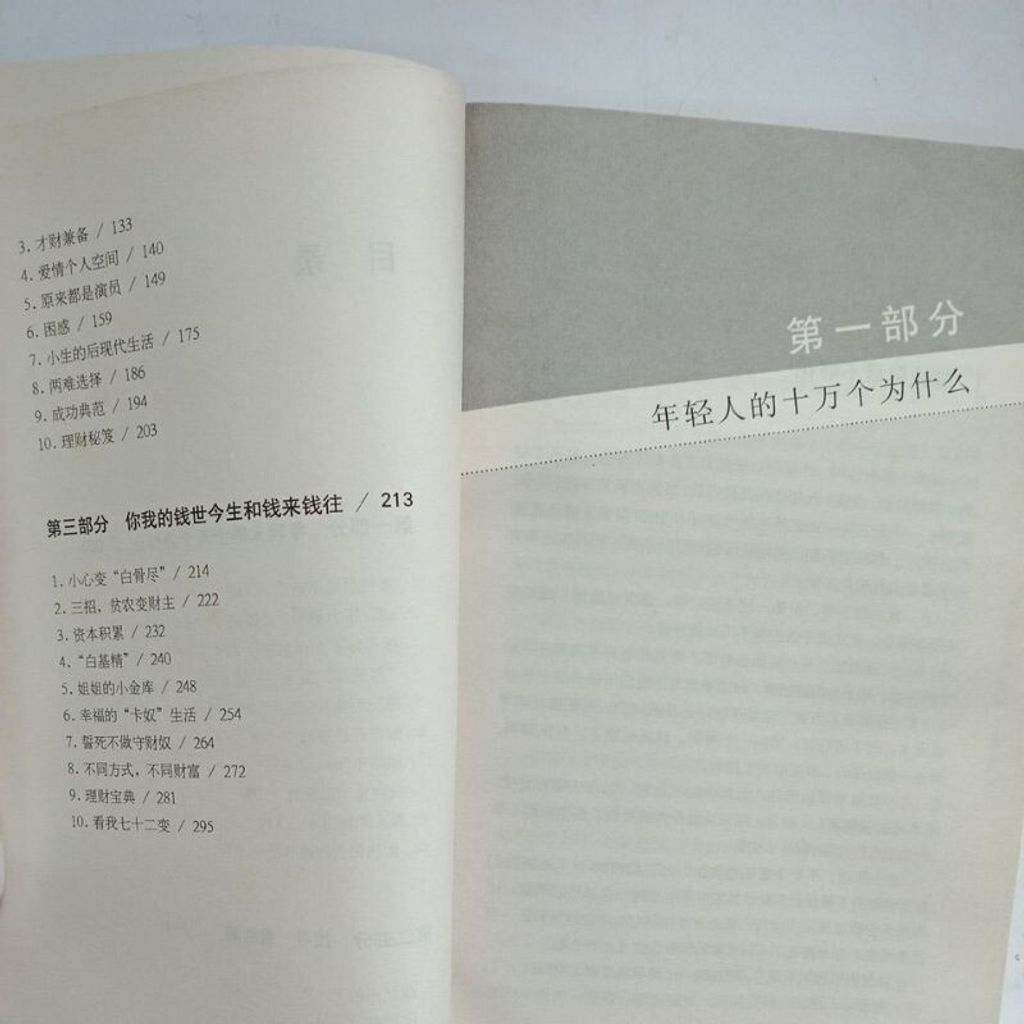 3. 才财兼备 / 133
4. 爱情个人空间 / 140
5. 原来都是演员 / 149
6. 困惑 / 159
7. 小生的后现代生活 / 175
8. 两难选择 / 186
9. 成功典范 / 194
10. 理财秘笈 / 203
第三部分 你我的钱世今生和钱来钱往 / 213
1. 小心变“白骨尽” / 214
2. 三招，贫农变财主 / 222
3. 资本积累 / 232
4. “白基精” / 240
5. 姐姐的小金库 / 248
6. 幸福的“卡奴”生活 / 254
7. 誓死不做守财奴 / 264
8. 不同方式，不同财富 / 272
9. 理财宝典 / 281
10. 看我七十二变 / 295
第一部分
年轻人的十万个为什么